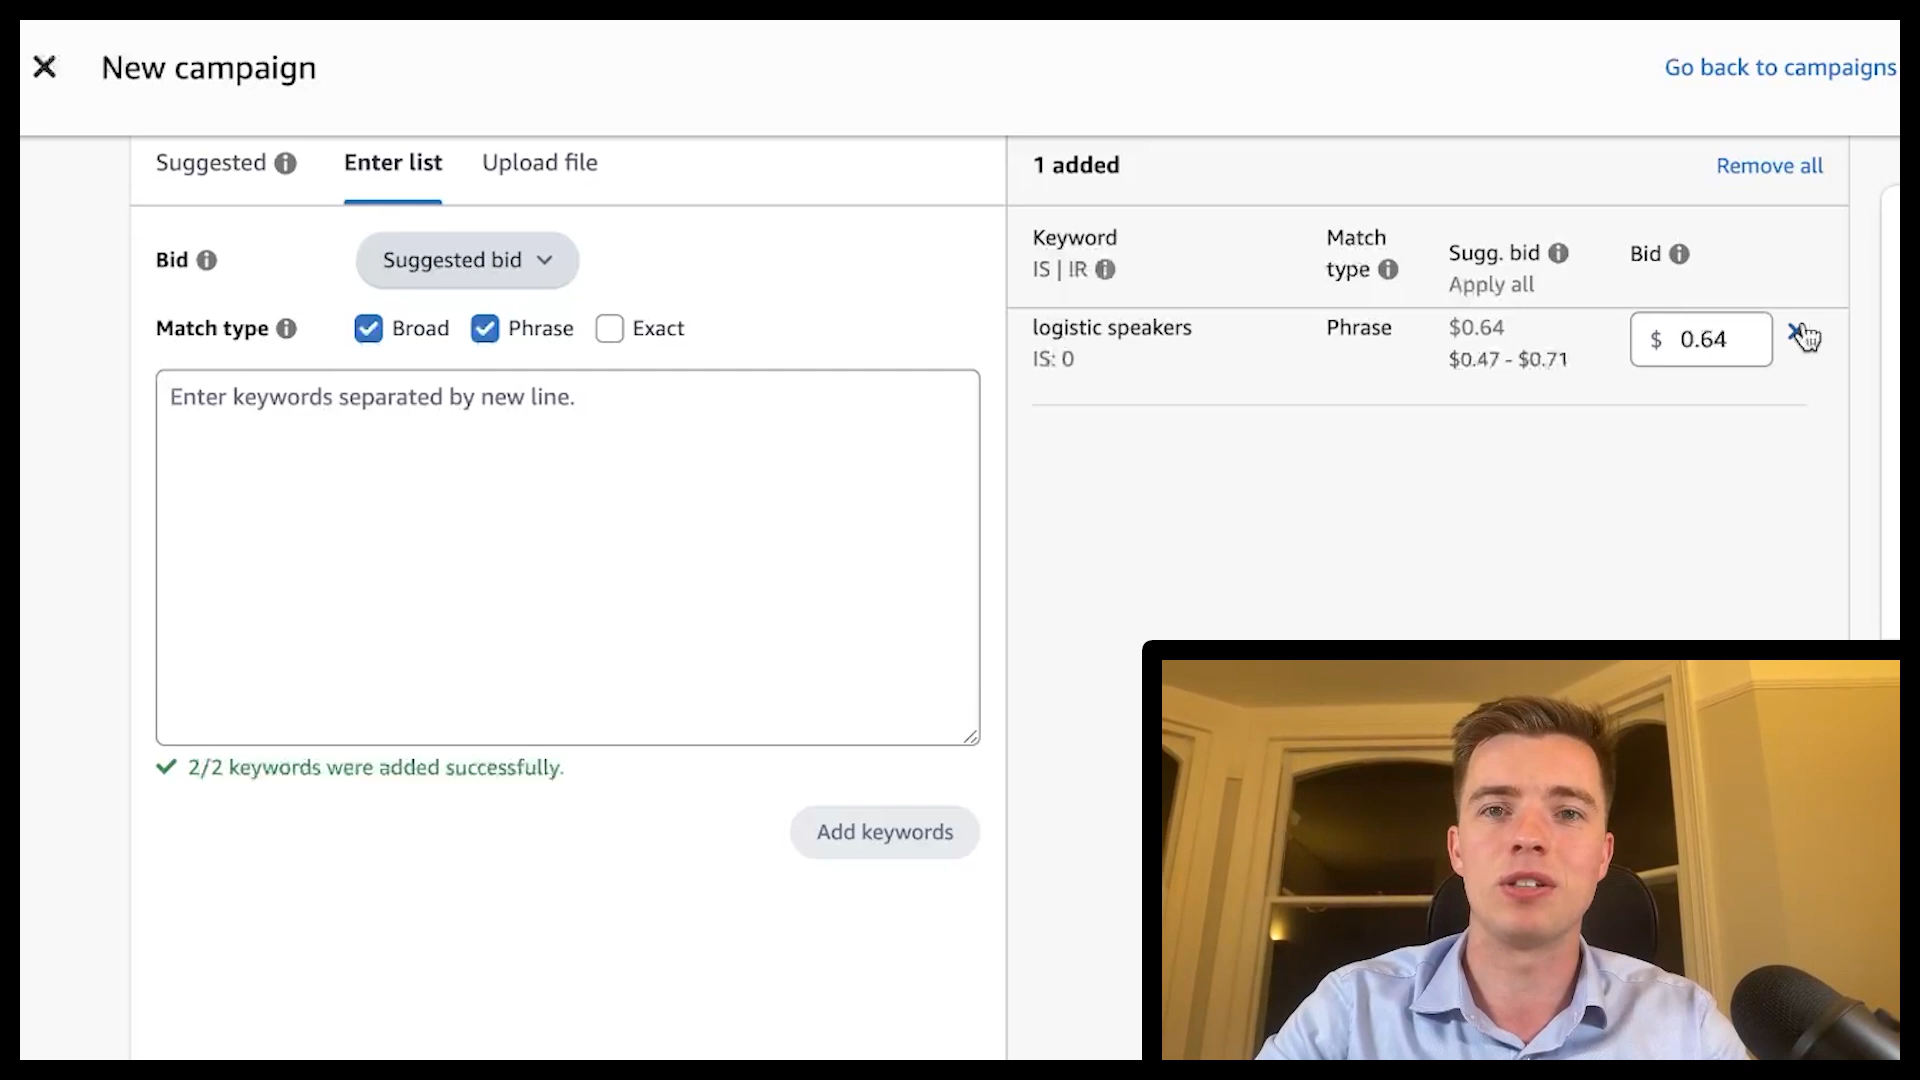 New campaign
Go back to campaigns
Suggested
Enter list
Upload file
1 added
Remove all
Bid
Suggested bid
Match type
Broad
Phrase
Exact
Enter keywords separated by new line.
2/2 keywords were added successfully.
Add keywords
Keyword
IS | IR
Match
type
Sugg. bid
Apply all
Bid
logistic speakers
IS: 0
Phrase
$0.64
$0.47 - $0.71
$ 0.64